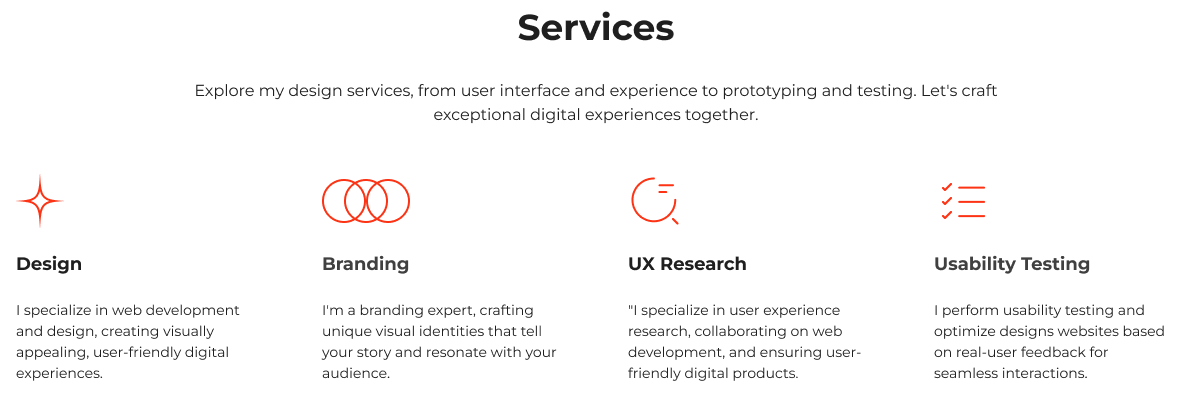 Services
Explore my design services, from user interface and experience to prototyping and testing. Let's craft
exceptional digital experiences together.
Design
I specialize in web development
and design, creating visually
appealing, user-friendly digital
experiences.
Branding
I'm a branding expert, crafting
unique visual identities that tell
your story and resonate with your
audience.
UX Research
"I specialize in user experience
research, collaborating on web
development, and ensuring user-
friendly digital products.
Usability Testing
I perform usability testing and
optimize designs websites based
on real-user feedback for
seamless interactions.